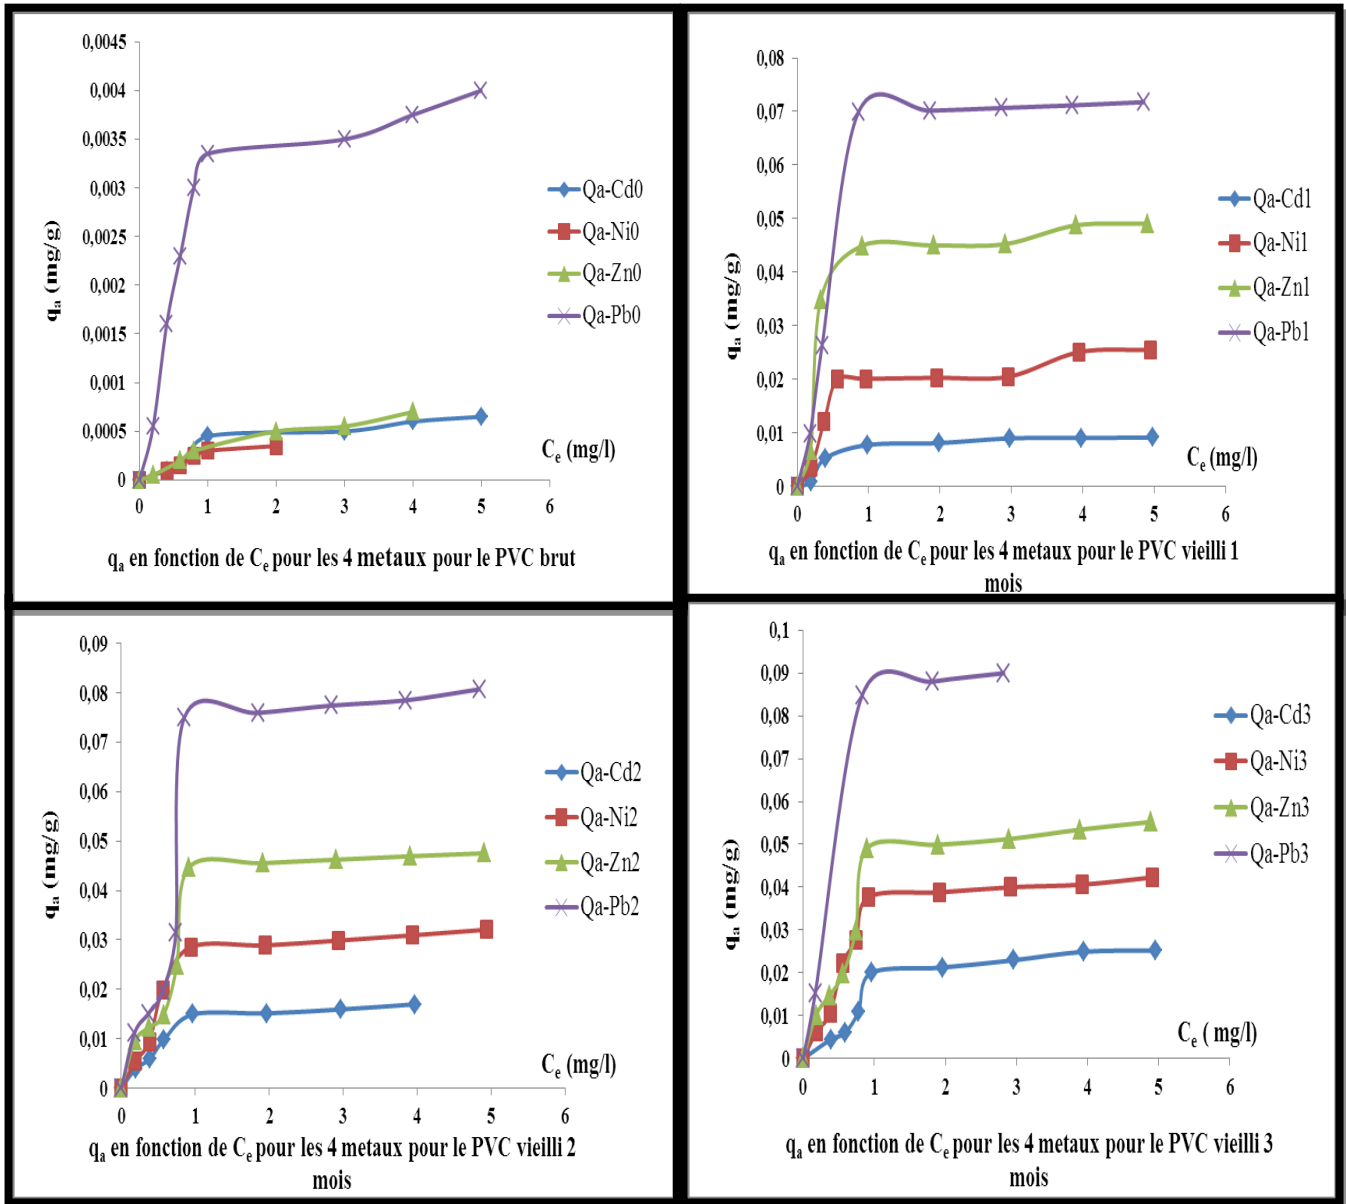 0,0045
0,004
0,0035
0,003
0,0025
0,002
0,0015
0,001
0,0005
0
qa (mg/g)
0 1 2 3 4 5 6
Ce (mg/l)
Qa-Cd0
Qa-Ni0
Qa-Zn0
Qa-Pb0
qa en fonction de Ce pour les 4 metaux pour le PVC brut
0,08
0,07
0,06
0,05
0,04
0,03
0,02
0,01
0
qa (mg/g)
0 1 2 3 4 5 6
Ce (mg/l)
Qa-Cd1
Qa-Ni1
Qa-Zn1
Qa-Pb1
qa en fonction de Ce pour les 4 metaux pour le PVC vieilli 1
mois
0,09
0,08
0,07
0,06
0,05
0,04
0,03
0,02
0,01
0
qa (mg/g)
0 1 2 3 4 5 6
Ce (mg/l)
Qa-Cd2
Qa-Ni2
Qa-Zn2
Qa-Pb2
qa en fonction de Ce pour les 4 metaux pour le PVC vieilli 2
mois
0,1
0,09
0,08
0,07
0,06
0,05
0,04
0,03
0,02
0,01
0
qa (mg/g)
0 1 2 3 4 5 6
Ce ( mg/l)
Qa-Cd3
Qa-Ni3
Qa-Zn3
Qa-Pb3
qa en fonction de Ce pour les 4 metaux pour le PVC vieilli 3
mois